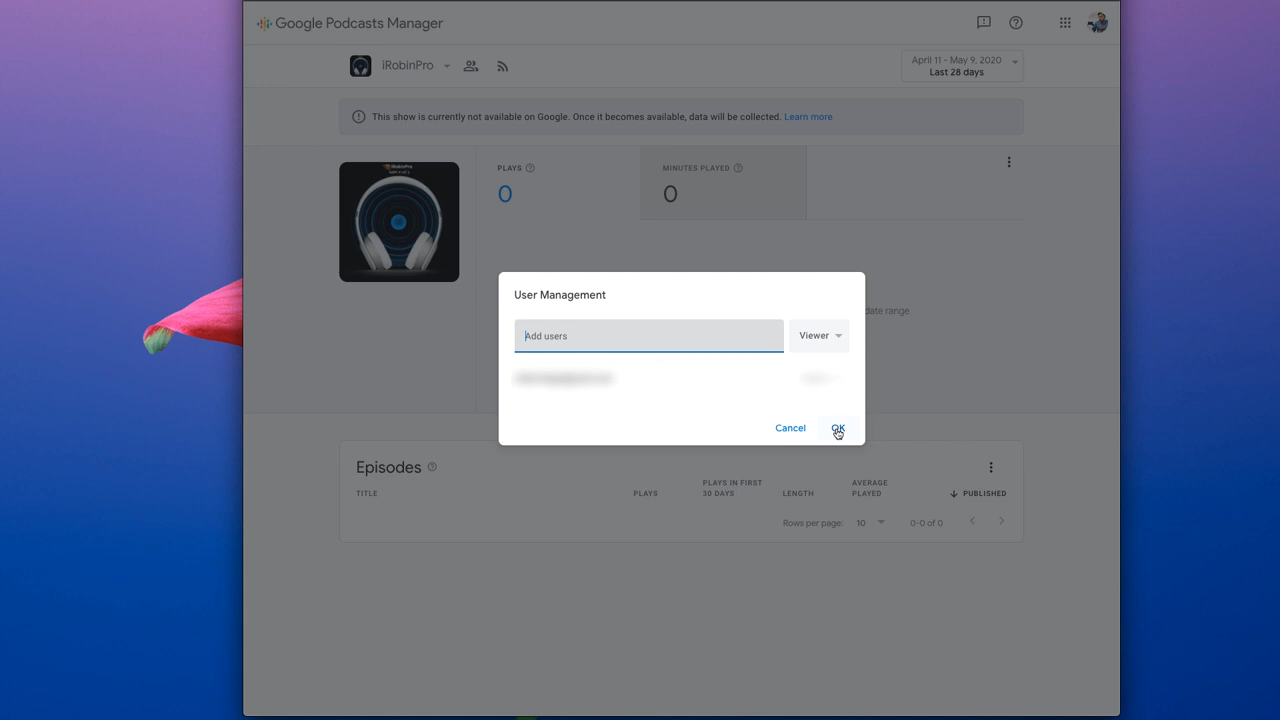 Google Podcasts Manager
iRobinPro
April 11 - May 9, 2020
Last 28 days
This show is currently not available on Google. Once it becomes available, data will be collected. Learn more
iRobinPro
PLAYS
0
MINUTES PLAYED
0
date range
User Management
Add users
Viewer
Cancel
OK
Episodes
TITLE
PLAYS
PLAYS IN FIRST
30 DAYS
LENGTH
AVERAGE
PLAYED
PUBLISHED
Rows per page:
10
0-0 of 0